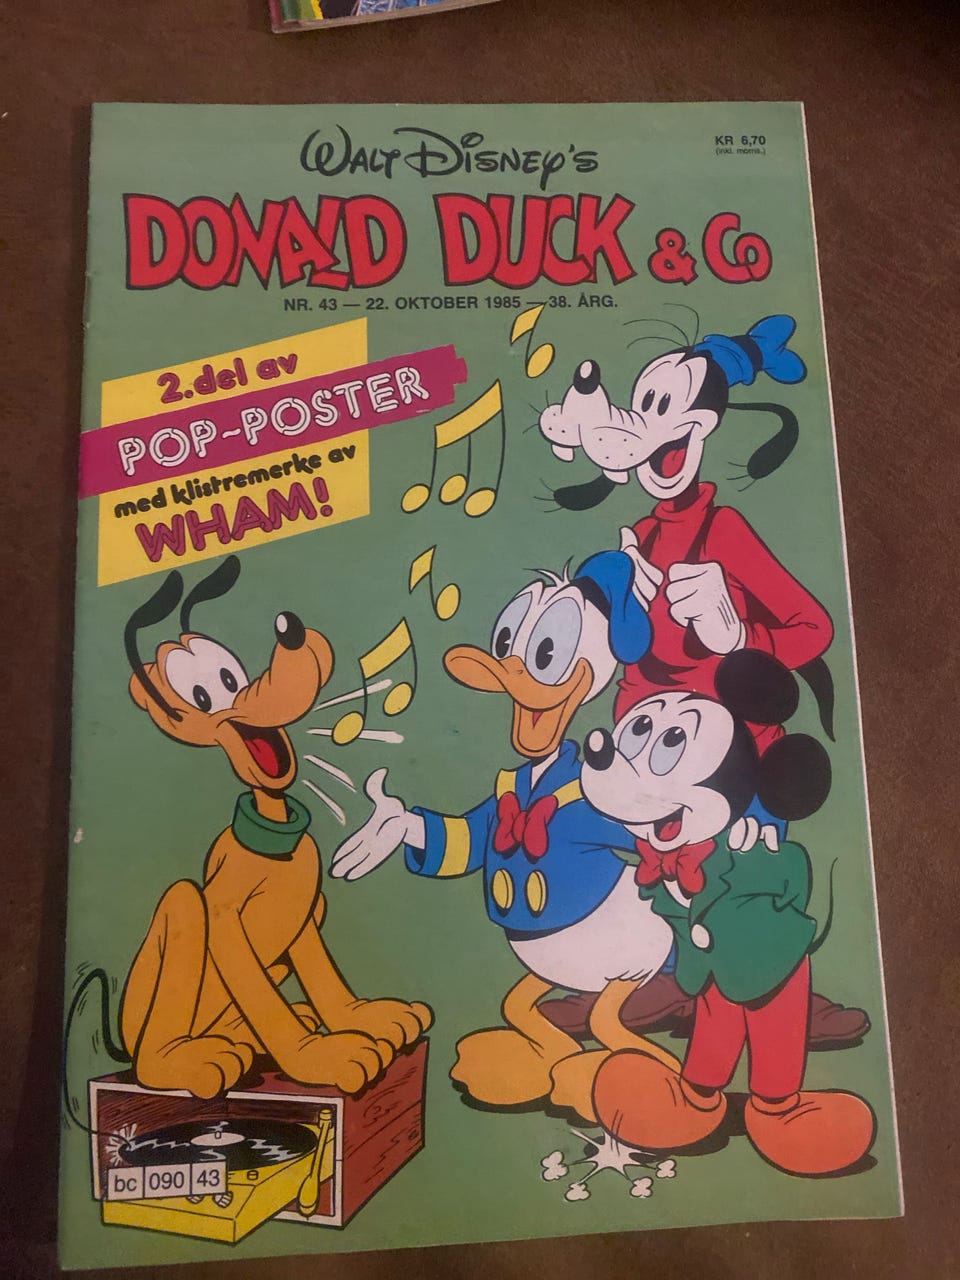 Walt Disney's
KR 6,70
(inkl. moms.)
DONALD DUCK & Co
NR. 43 — 22. OKTOBER 1985 — 38. ÅRG.
2. del av
POP-POSTER
med klistremerke av
WHAM!
bc 090 43